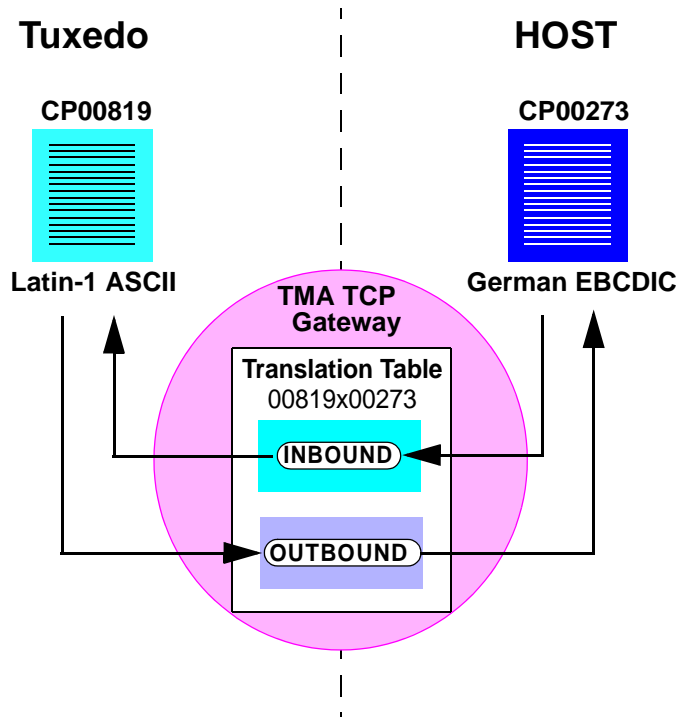 Tuxedo
HOST
CP00819
CP00273
Latin-1 ASCII
German EBCDIC
TMA TCP
Gateway
Translation Table
00819x00273
INBOUND
OUTBOUND